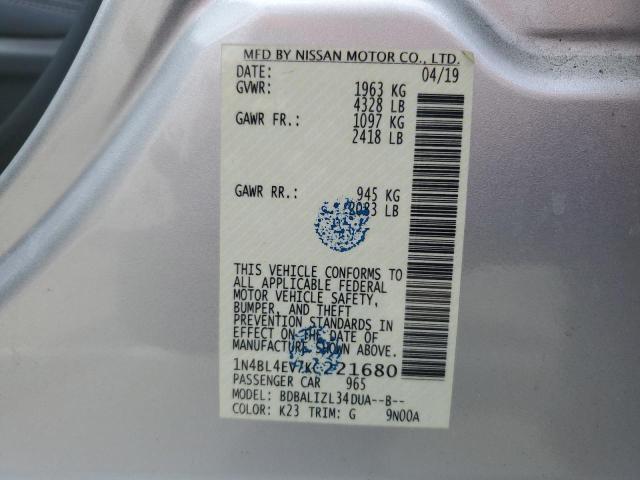 MFD BY NISSAN MOTOR CO., LTD.
DATE: 04/19
GVWR: 1963 KG
4328 LB
GAWR FR.: 1097 KG
2418 LB
GAWR RR.: 945 KG
2083 LB
THIS VEHICLE CONFORMS TO
ALL APPLICABLE FEDERAL
MOTOR VEHICLE SAFETY,
BUMPER, AND THEFT
PREVENTION STANDARDS IN
EFFECT ON THE DATE OF
MANUFACTURE SHOWN ABOVE.
1N4BL4EV7KC221680
PASSENGER CAR 965
MODEL: BDBALIZL34DUA--B--
COLOR: K23 TRIM: G 9N00A